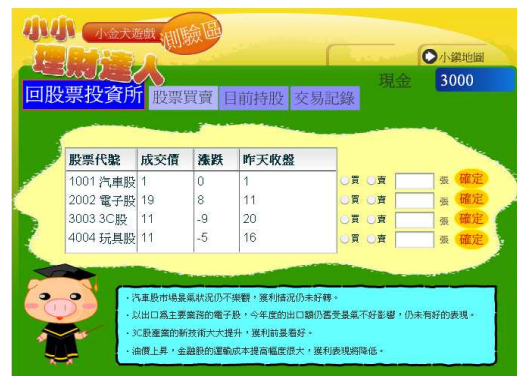 小小
小金犬遊戲 測驗區
理財達人
小鎮地圖
現金 3000
回股票投資所 股票買賣 目前持股 交易記錄
股票代號 成交價 漲跌 昨天收盤
1001 汽車股 1 0 1 買 賣 張 確定
2002 電子股 19 8 11 買 賣 張 確定
3003 3C股 11 -9 20 買 賣 張 確定
4004 玩具股 11 -5 16 買 賣 張 確定
·汽車股市場景氣狀況仍不樂觀，獲利情況仍未好轉。
·以出口為主要業務的電子股，今年度的出口額仍舊受景氣不好影響，仍未有好的表現。
·3C股產業的新技術大大提升，獲利前景看好。
·油價上昇，金融股的運輸成本提高幅度很大，獲利表現將降低。